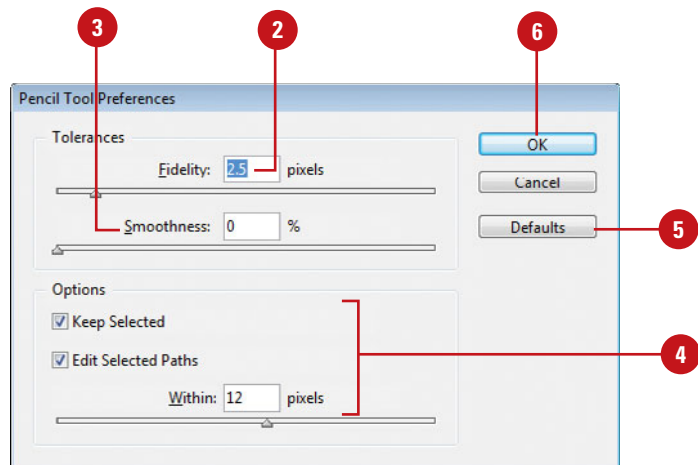 3
2
6
Pencil Tool Preferences
Tolerances
Fidelity: 2.5 pixels
Smoothness: 0 %
OK
Cancel
Defaults
5
Options
Keep Selected
Edit Selected Paths
Within: 12 pixels
4